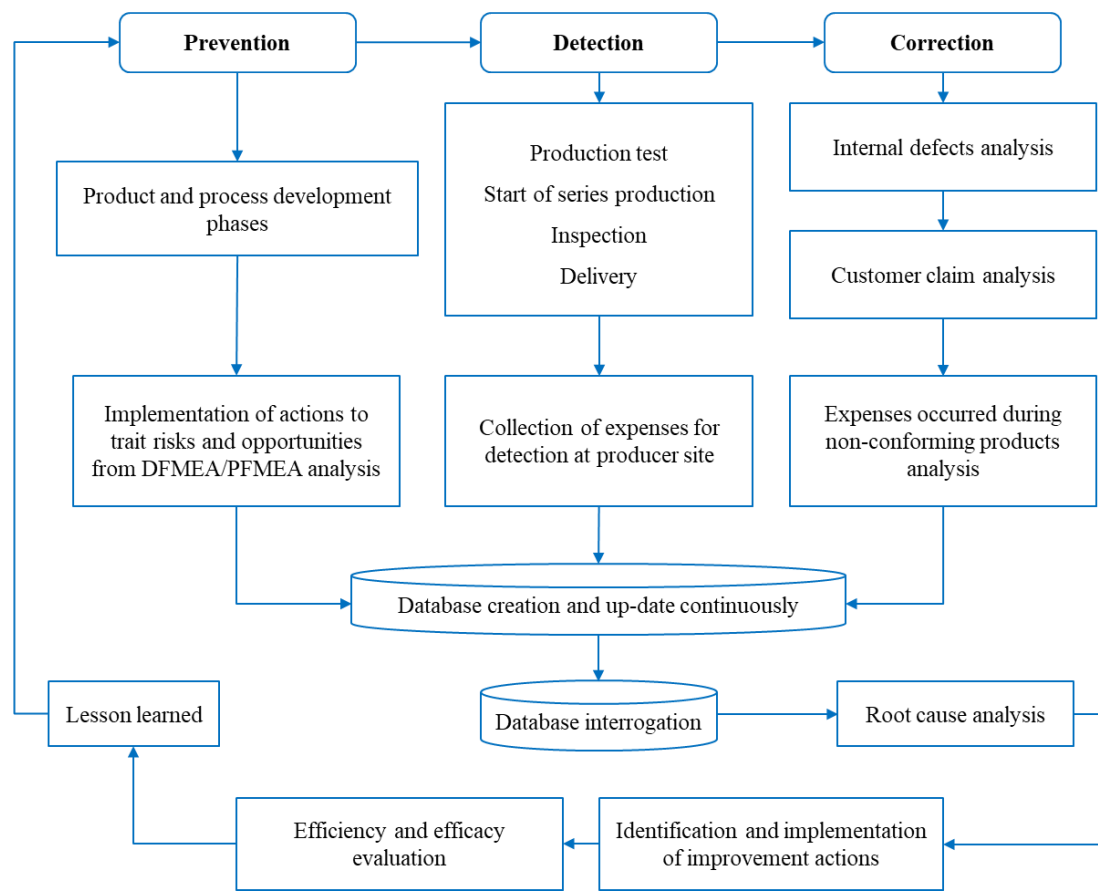 Prevention
Detection
Correction
Product and process development
phases
Production test
Start of series production
Inspection
Delivery
Internal defects analysis
Customer claim analysis
Implementation of actions to
trait risks and opportunities
from DFMEA/PFMEA analysis
Collection of expenses for
detection at producer site
Expenses occurred during
non-conforming products
analysis
Database creation and up-date continuously
Lesson learned
Database interrogation
Root cause analysis
Efficiency and efficacy
evaluation
Identification and implementation
of improvement actions